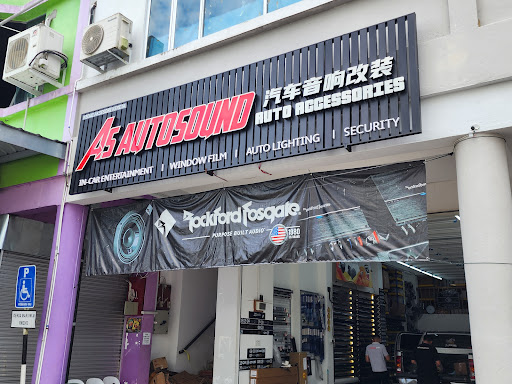 AS AUTOSOUND 汽车音响改装
AUTO ACCESSORIES
IN-CAR ENTERTAINMENT | WINDOW FILM | AUTO LIGHTING | SECURITY
Rockford Fosgate
PURPOSE BUILT AUDIO